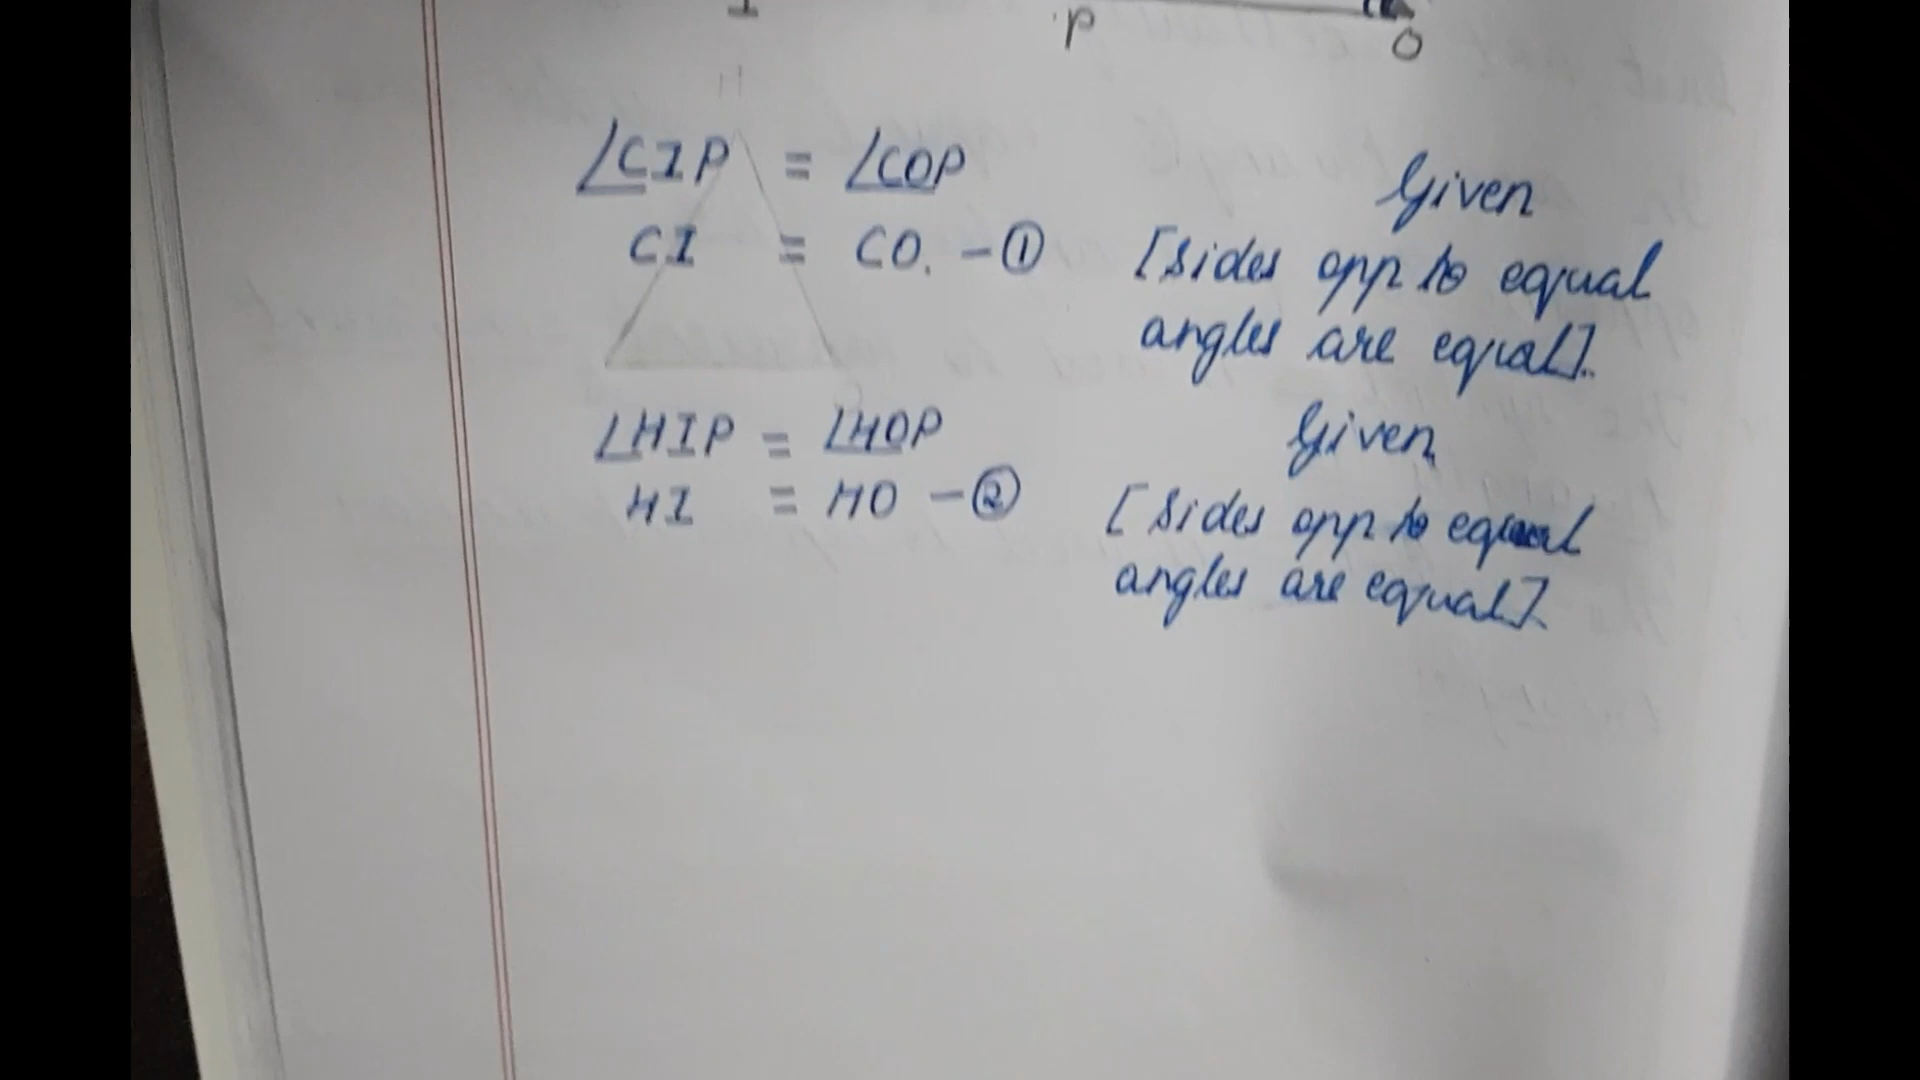 I P O
H
∠CIP = ∠COP Given
CI = CO. - ① [sides opp to equal
angles are equal].
∠HIP = ∠HOP Given
HI = HO - ② [sides opp to equal
angles are equal].